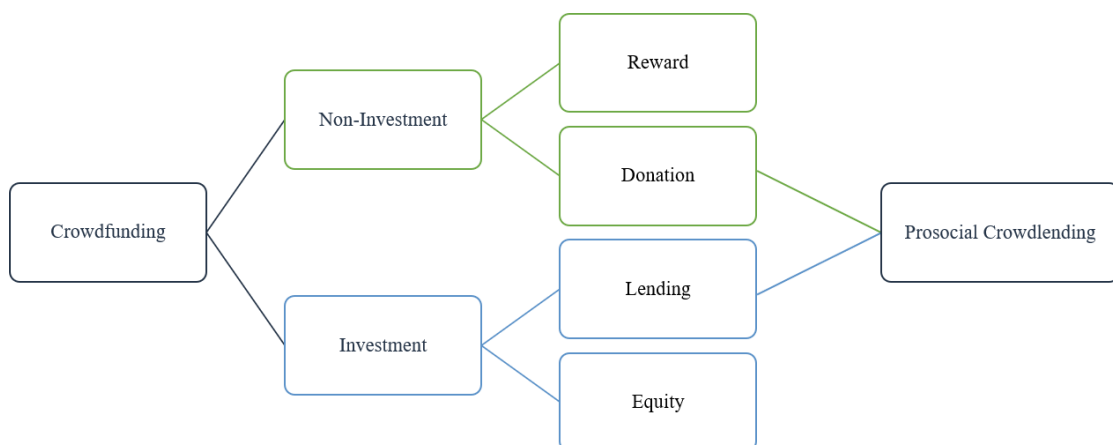 Reward
Non-Investment
Donation
Crowdfunding
Prosocial Crowdlending
Lending
Investment
Equity